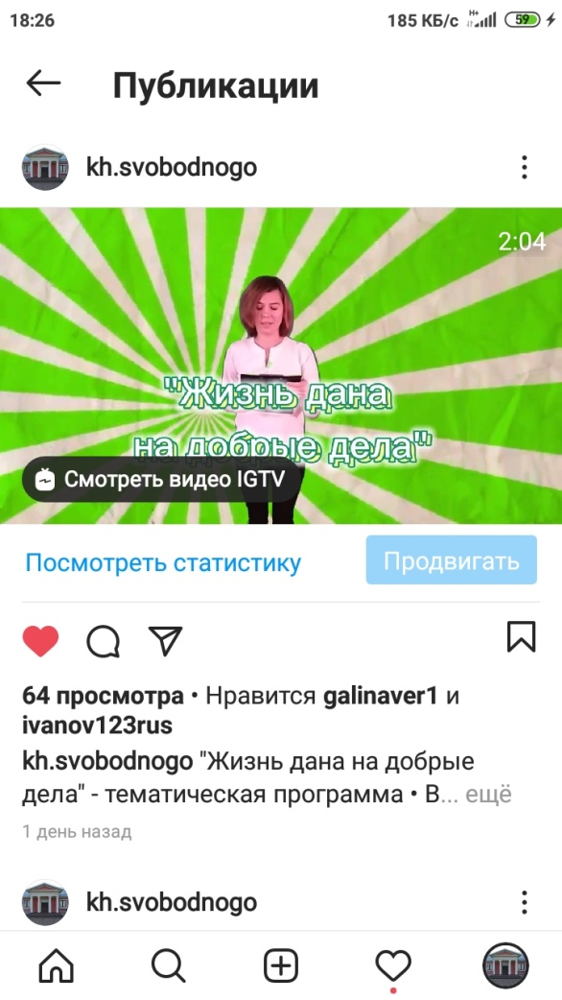 18:26
185 КБ/с
H+
59
Публикации
kh.svobodnogo
2:04
"Жизнь дана
на добрые дела"
Смотреть видео IGTV
Посмотреть статистику
Продвигать
64 просмотра • Нравится galinaver1 и
ivanov123rus
kh.svobodnogo "Жизнь дана на добрые
дела" - тематическая программа • В... ещё
1 день назад
kh.svobodnogo